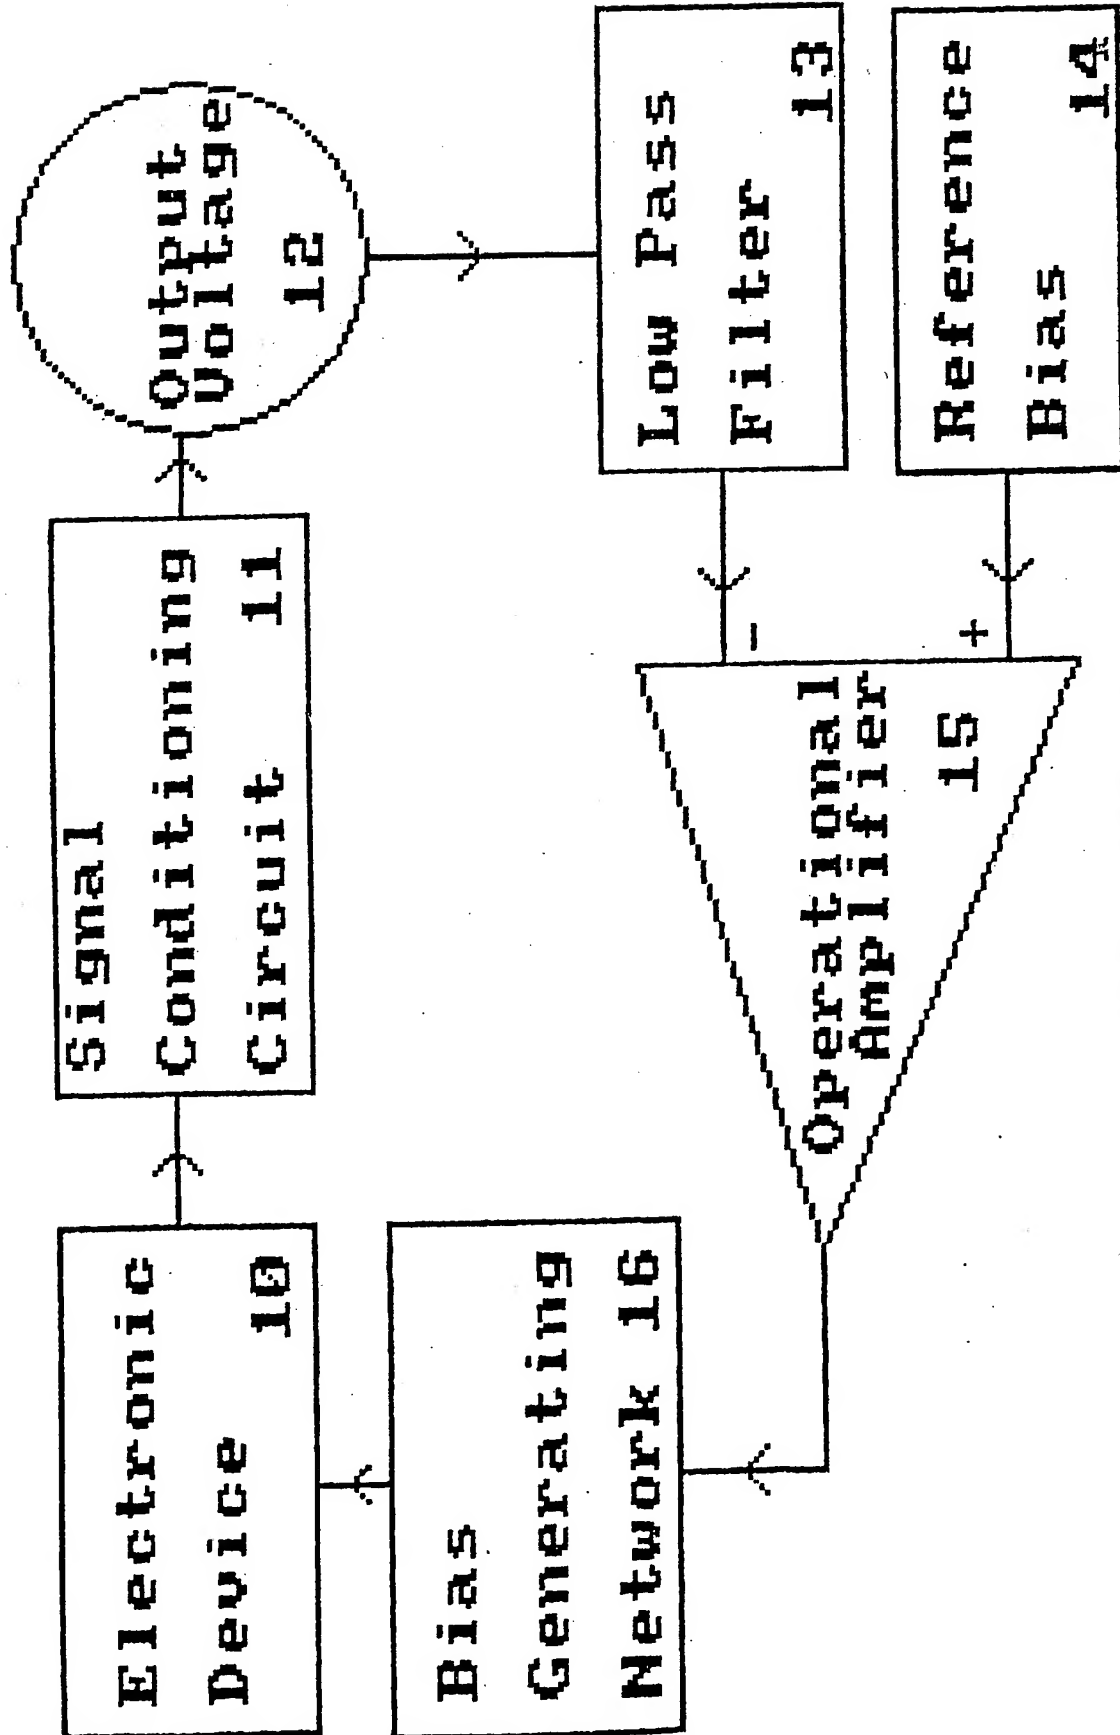 Electronic
Device 10
Signal
Conditioning
Circuit 11
Output
Voltage
12
Bias
Generating
Network 16
Operational
Amplifier
15
-
+
Low Pass
Filter
13
Reference
Bias
14